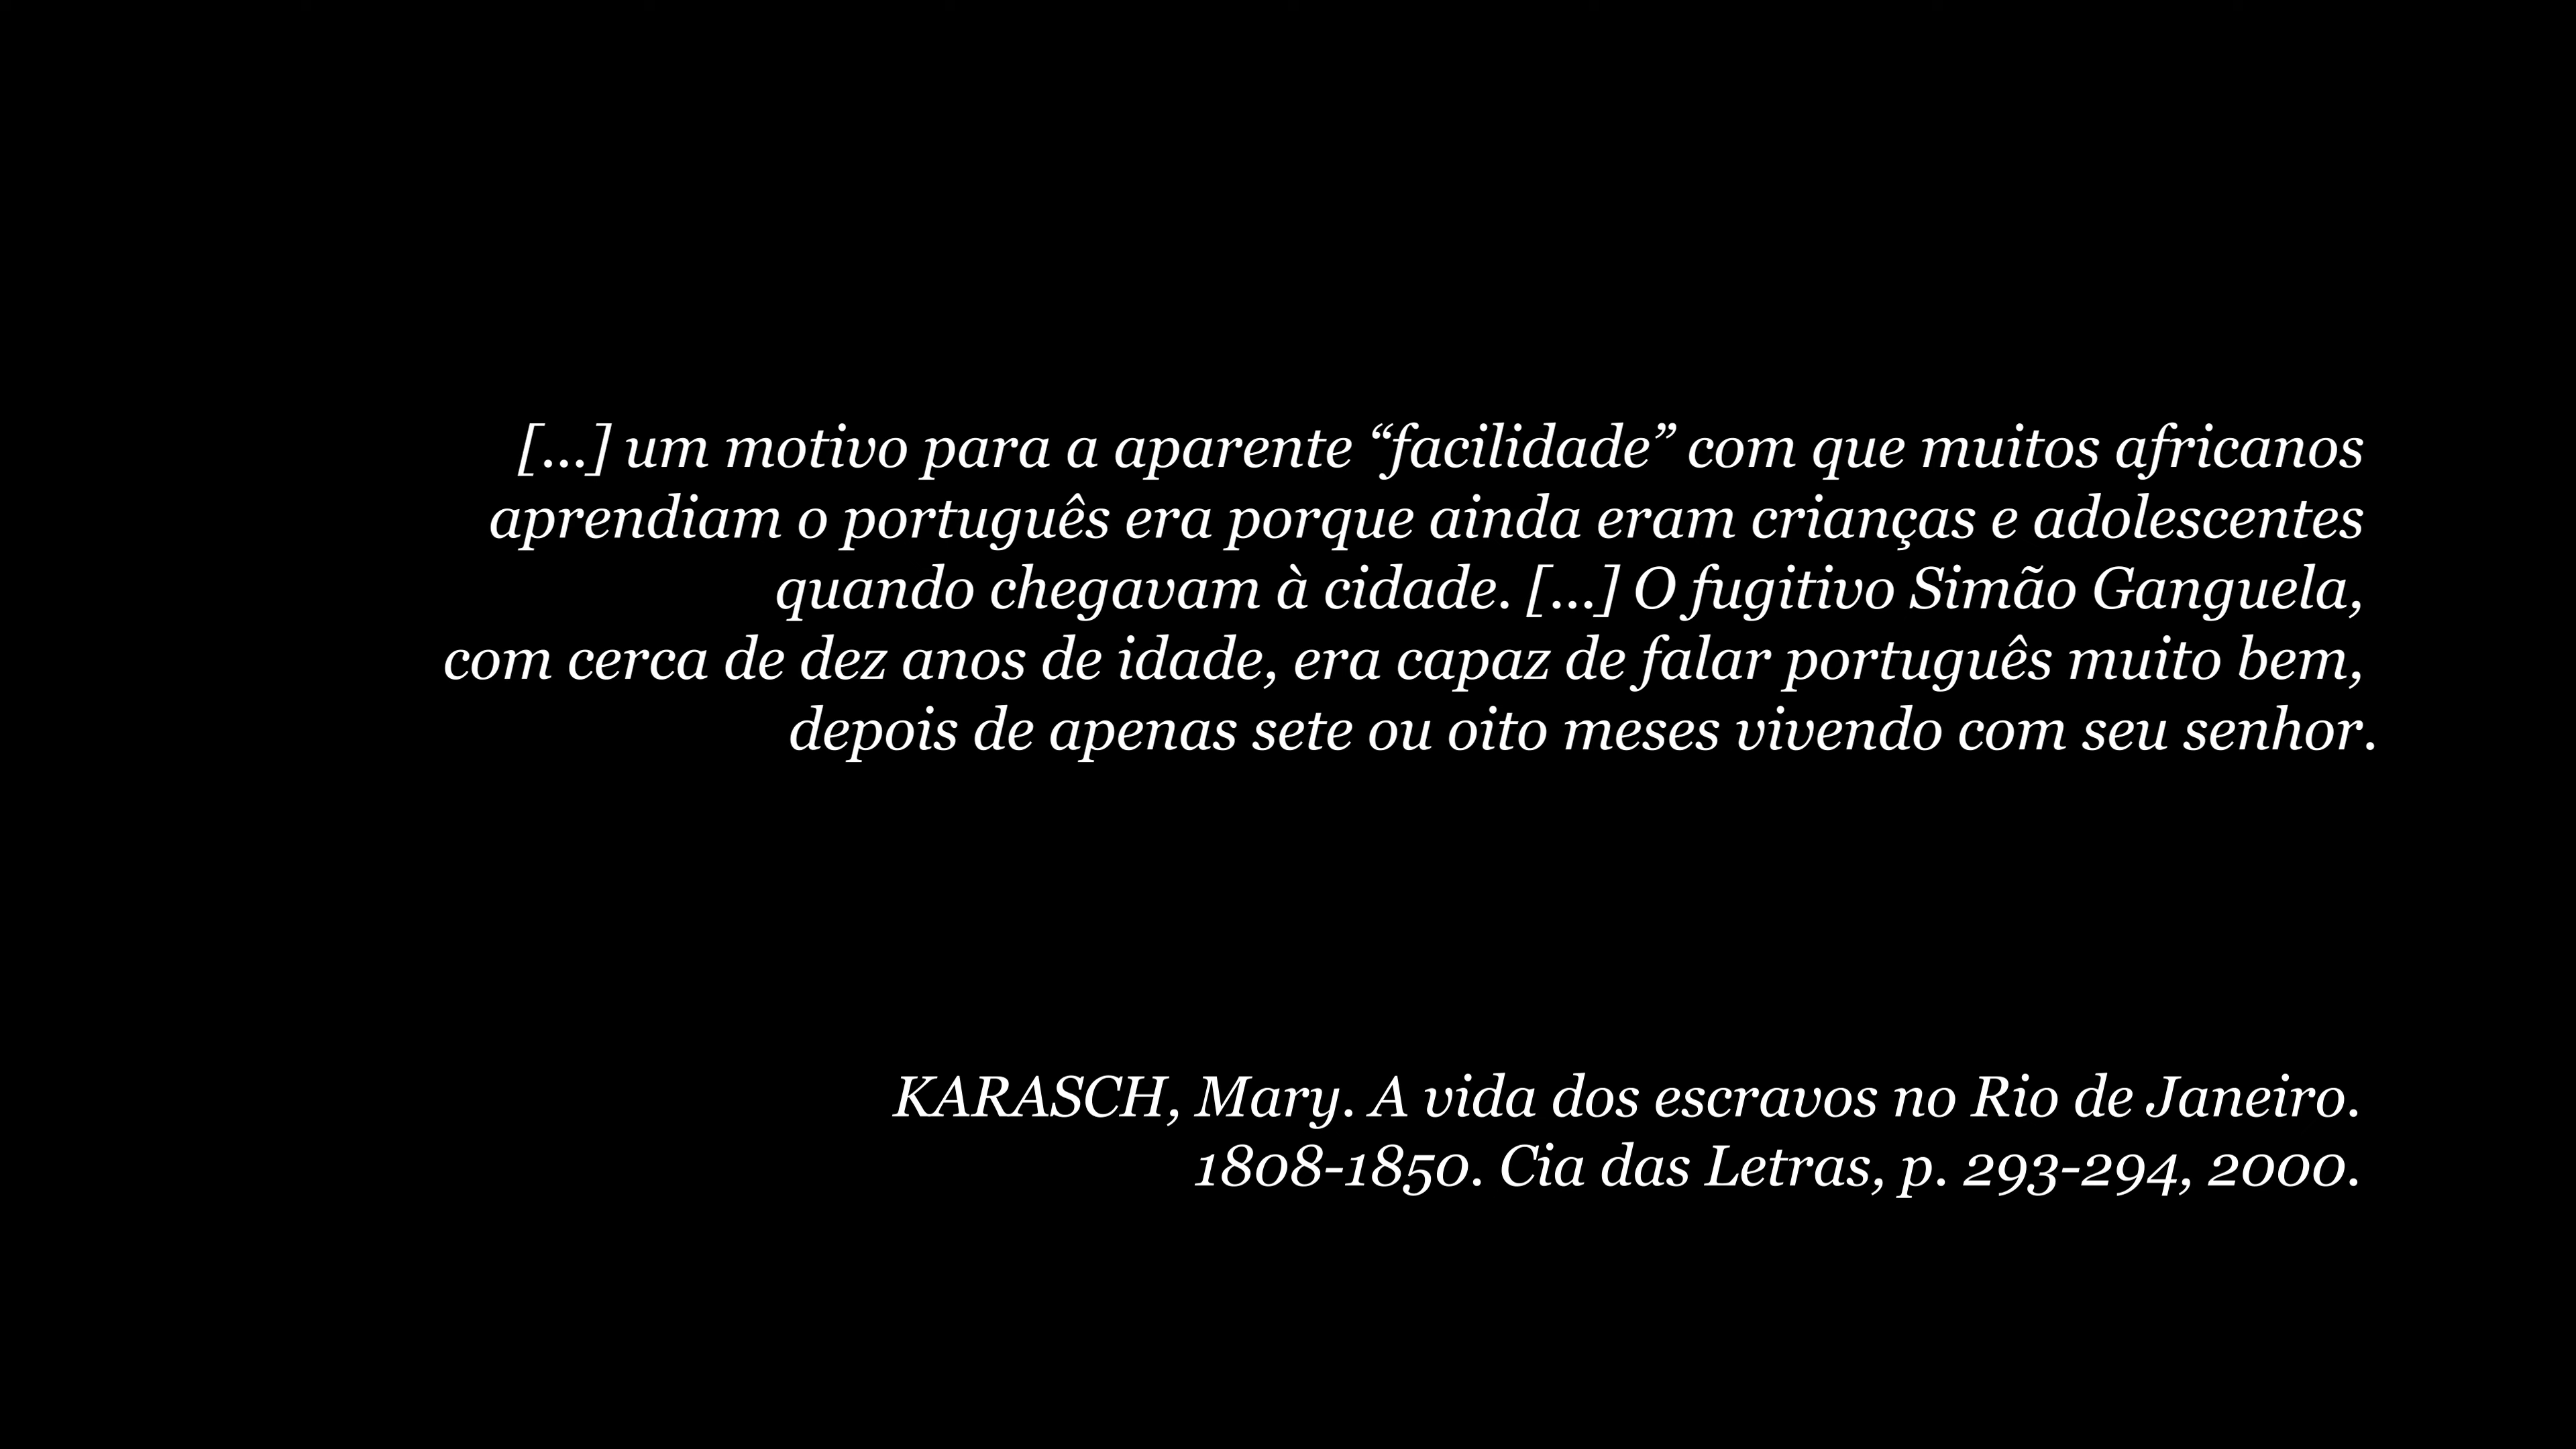 [...] um motivo para a aparente “facilidade” com que muitos africanos
aprendiam o português era porque ainda eram crianças e adolescentes
quando chegavam à cidade. [...] O fugitivo Simão Ganguela,
com cerca de dez anos de idade, era capaz de falar português muito bem,
depois de apenas sete ou oito meses vivendo com seu senhor.
KARASCH, Mary. A vida dos escravos no Rio de Janeiro.
1808-1850. Cia das Letras, p. 293-294, 2000.